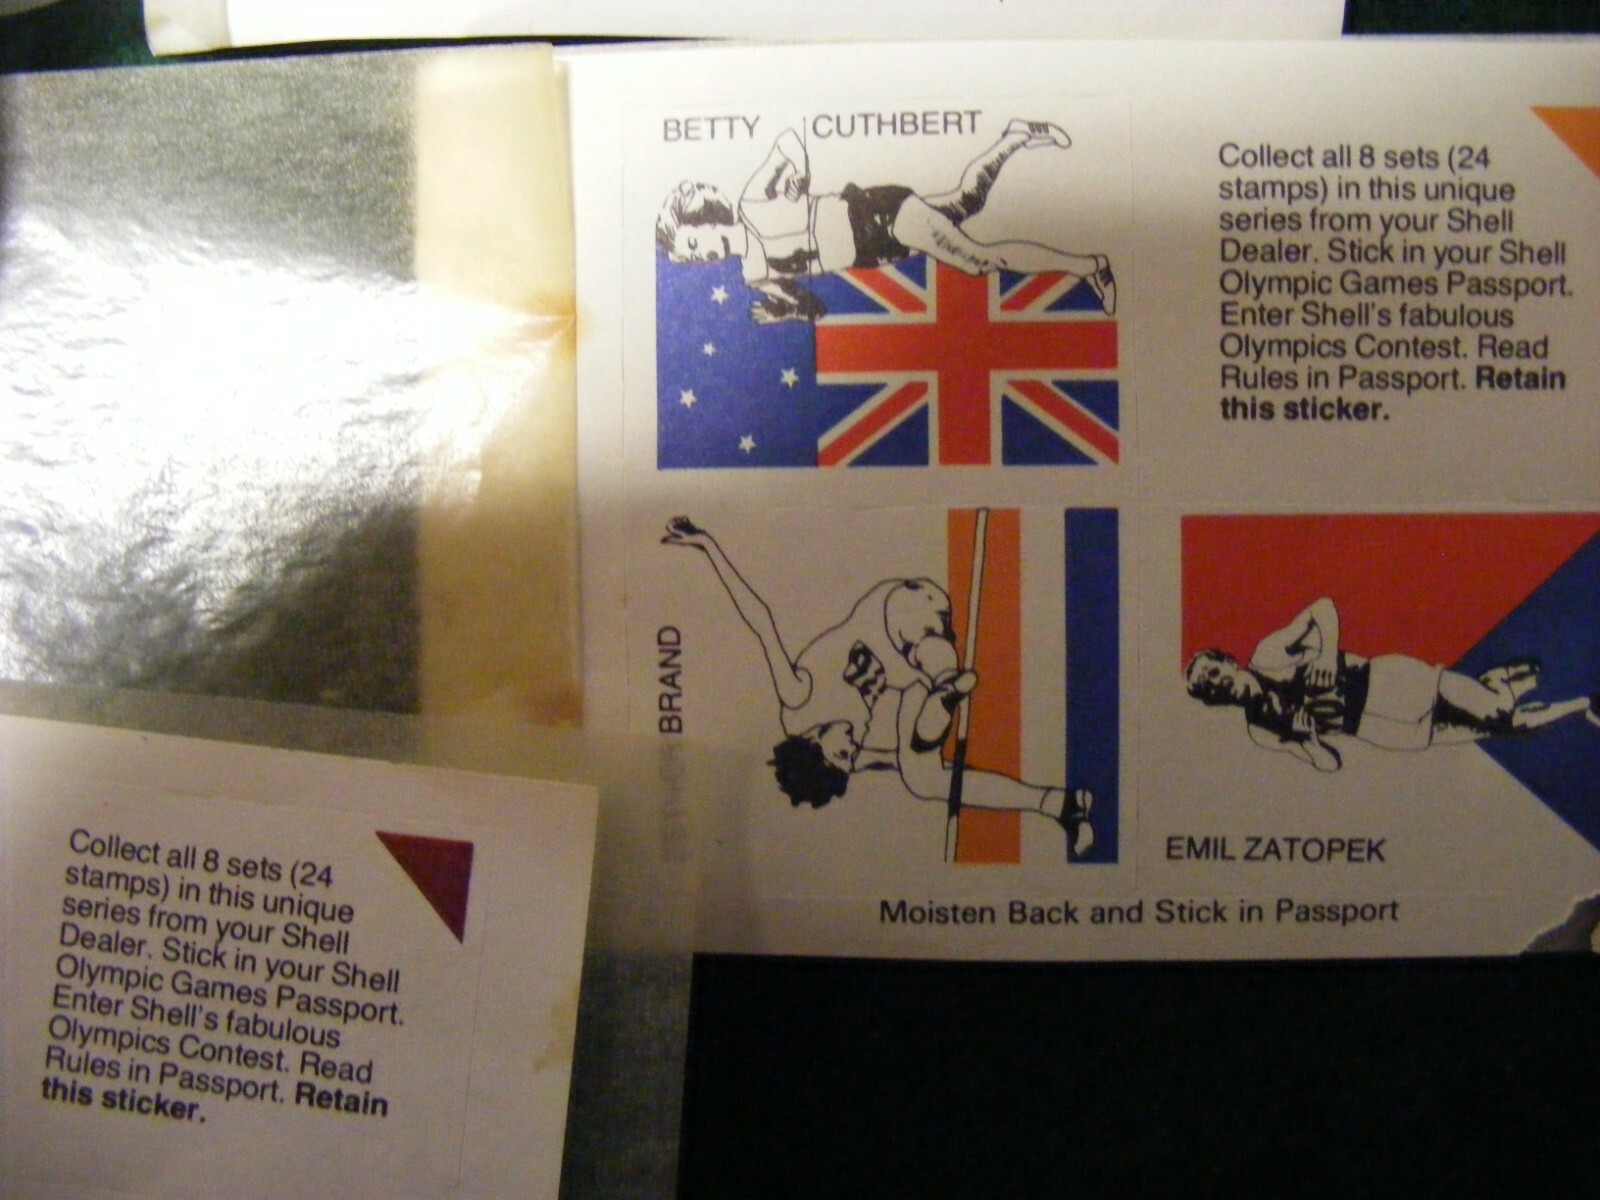 BETTY CUTHBERT
Collect all 8 sets (24
stamps) in this unique
series from your Shell
Dealer. Stick in your Shell
Olympic Games Passport.
Enter Shell's fabulous
Olympics Contest. Read
Rules in Passport. Retain
this sticker.
ESTHER BRAND
EMIL ZATOPEK
Moisten Back and Stick in Passport
Collect all 8 sets (24
stamps) in this unique
series from your Shell
Dealer. Stick in your Shell
Olympic Games Passport.
Enter Shell's fabulous
Olympics Contest. Read
Rules in Passport. Retain
this sticker.